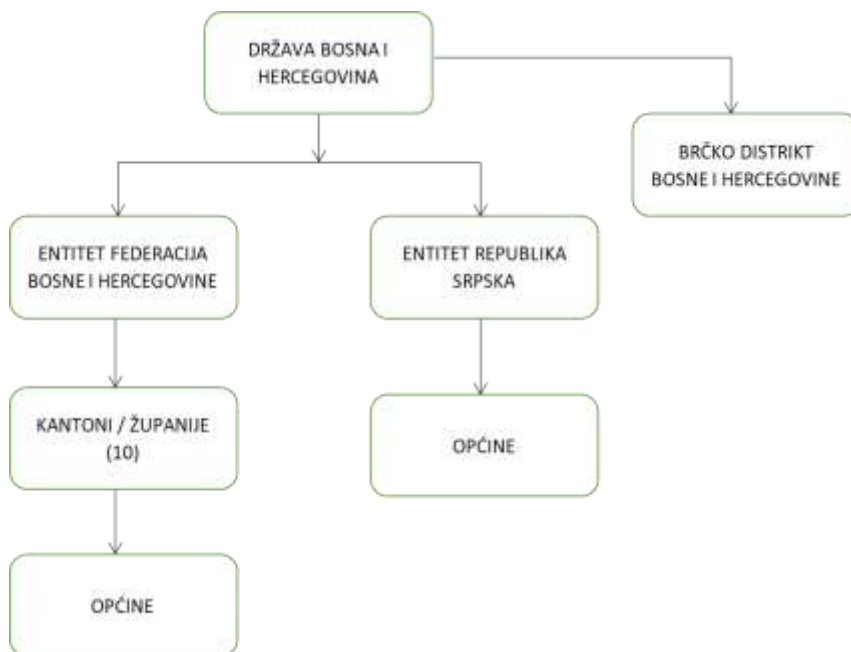 DRŽAVA BOSNA I
HERCEGOVINA
BRČKO DISTRIKT
BOSNE I HERCEGOVINE
ENTITET FEDERACIJA
BOSNE I HERCEGOVINE
ENTITET REPUBLIKA
SRPSKA
KANTONI / ŽUPANIJE
(10)
OPĆINE
OPĆINE